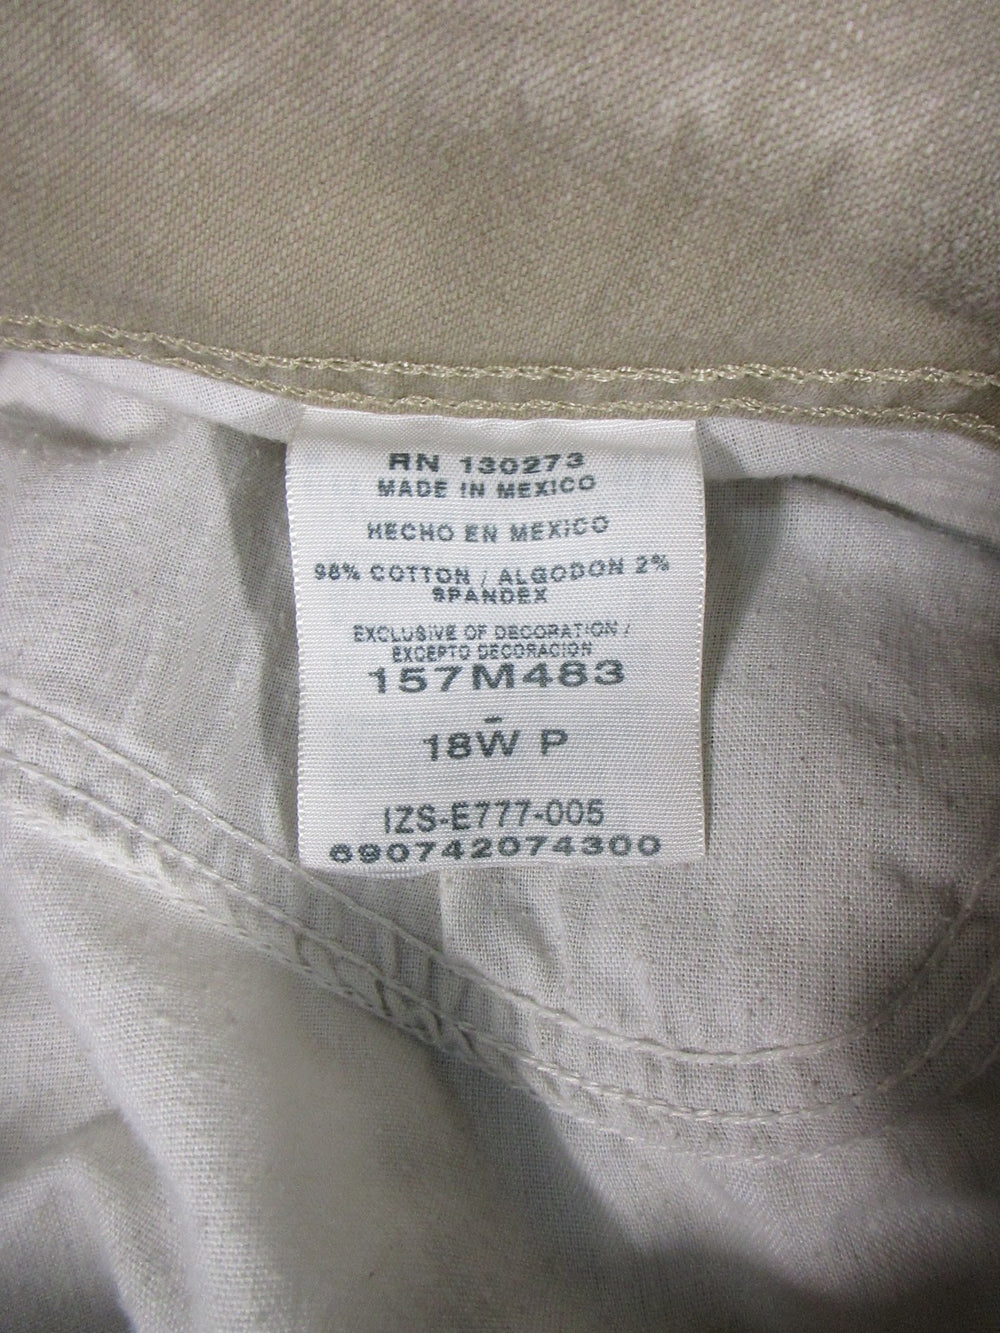 RN 130273
MADE IN MEXICO
HECHO EN MEXICO
98% COTTON / ALGODON 2%
SPANDEX
EXCLUSIVE OF DECORATION /
EXCEPTO DECORACION
157M483
-
18W P
IZS-E777-005
690742074300